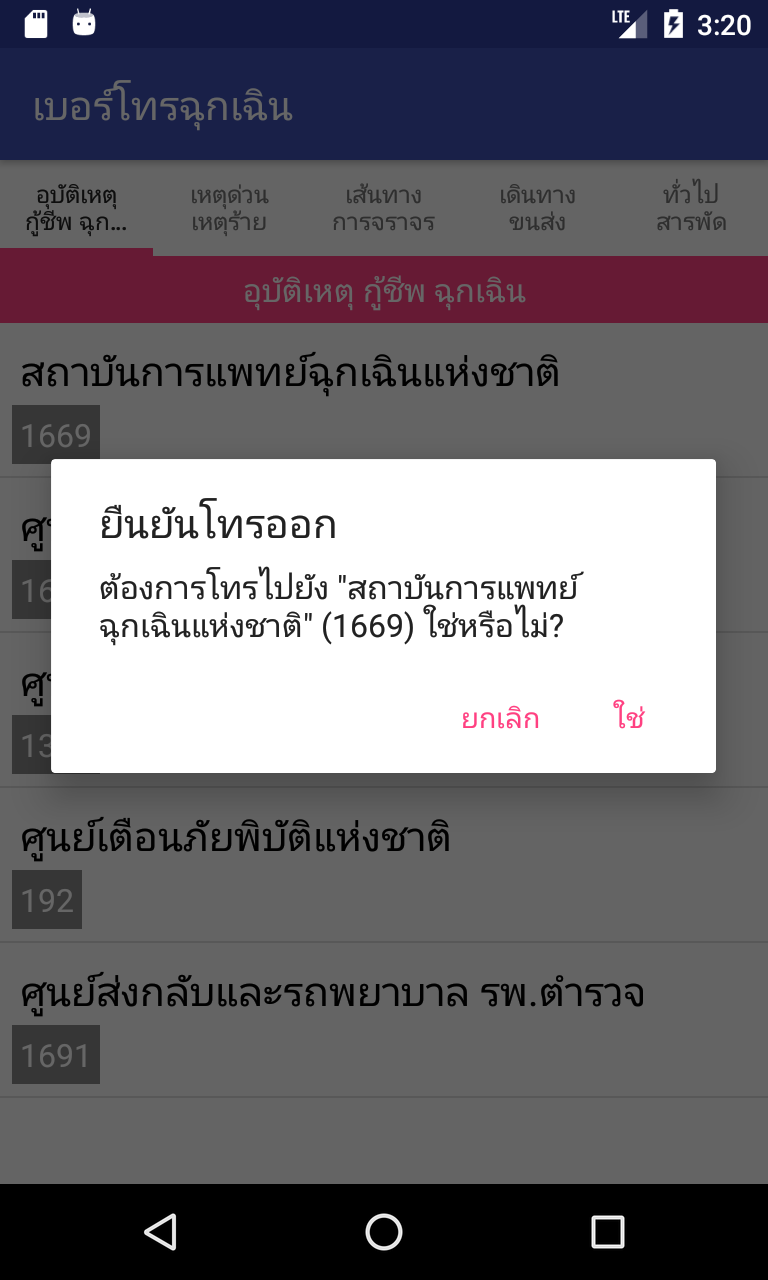 LTE 3:20
เบอร์โทรฉุกเฉิน
อุบัติเหตุ
กู้ชีพ ฉุก...
เหตุด่วน
เหตุร้าย
เส้นทาง
การจราจร
เดินทาง
ขนส่ง
ทั่วไป
สารพัด
อุบัติเหตุ กู้ชีพ ฉุกเฉิน
สถาบันการแพทย์ฉุกเฉินแห่งชาติ
1669
ยืนยันโทรออก
ต้องการโทรไปยัง "สถาบันการแพทย์
ฉุกเฉินแห่งชาติ" (1669) ใช่หรือไม่?
ยกเลิก ใช่
ศูนย์เตือนภัยพิบัติแห่งชาติ
192
ศูนย์ส่งกลับและรถพยาบาล รพ.ตำรวจ
1691